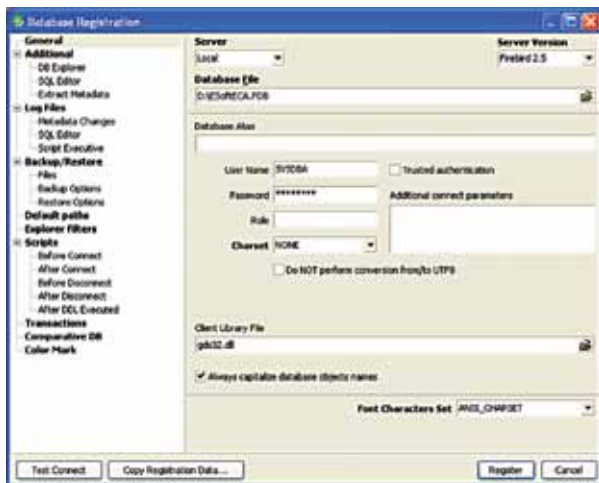 Database Registration
General
Additional
DB Explorer
SQL Editor
Extract Metadata
Log Files
Metadata Changes
SQL Editor
Script Executive
Backup/Restore
Files
Backup Options
Restore Options
Default paths
Explorer filters
Scripts
Before Connect
After Connect
Before Disconnect
After Disconnect
After DDL Executed
Transactions
Comparative DB
Color Mark
Server
Local
Server Version
Firebird 2.5
Database File
Database Alias
User Name SYSDBA
Trusted authentication
Password ********
Additional connect parameters
Role
Charset NONE
Do NOT perform conversion from/to UTF8
Client Library File
gds32.dll
Always capitalize database objects names
Font Characters Set ANSI_CHARSET
Test Connect
Copy Registration Data...
Register
Cancel